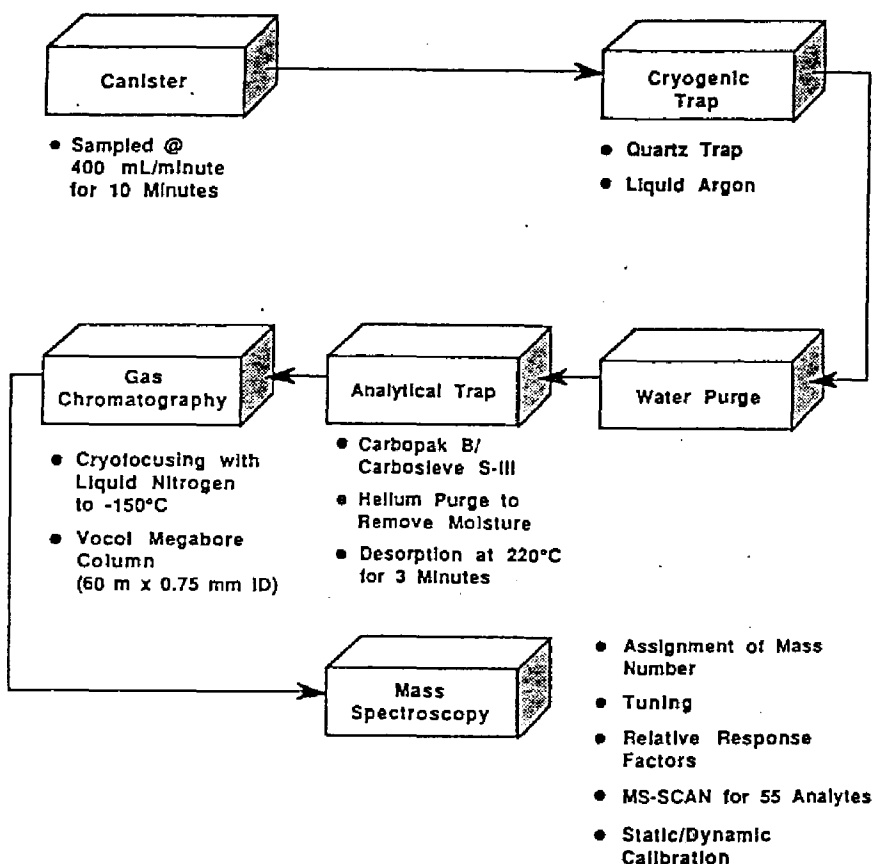 Canister
• Sampled @
400 mL/minute
for 10 Minutes
Cryogenic
Trap
• Quartz Trap
• Liquid Argon
Water Purge
Analytical Trap
• Carbopak B/
Carbosieve S-III
• Helium Purge to
Remove Moisture
• Desorption at 220°C
for 3 Minutes
Gas
Chromatography
• Cryofocusing with
Liquid Nitrogen
to -150°C
• Vocol Megabore
Column
(60 m x 0.75 mm ID)
Mass
Spectroscopy
• Assignment of Mass
Number
• Tuning
• Relative Response
Factors
• MS-SCAN for 55 Analytes
• Static/Dynamic
Calibration